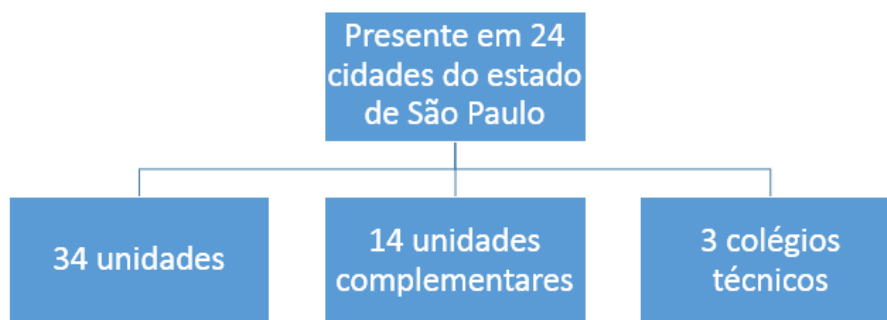 Presente em 24
cidades do estado
de São Paulo
34 unidades
14 unidades
complementares
3 colégios
técnicos